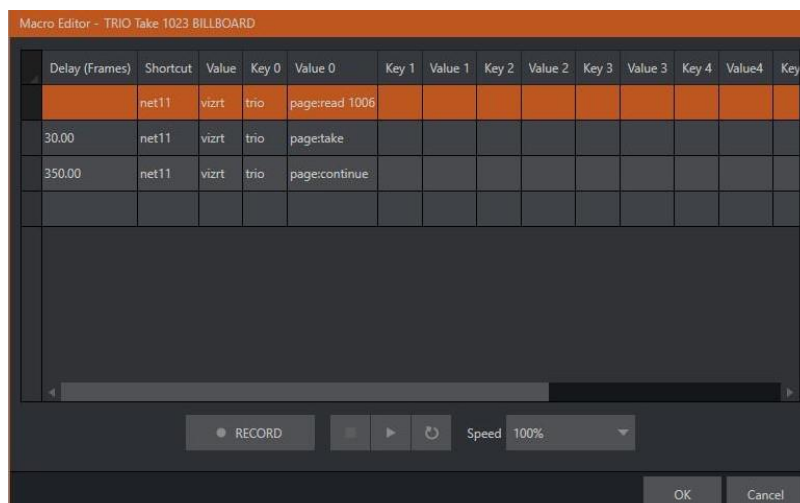 Macro Editor - TRIO Take 1023 BILLBOARD
Delay (Frames) Shortcut Value Key 0 Value 0 Key 1 Value 1 Key 2 Value 2 Key 3 Value 3 Key 4 Value4 Key
net11 vizrt trio page:read 1006
30.00 net11 vizrt trio page:take
350.00 net11 vizrt trio page:continue
RECORD Speed 100%
OK Cancel